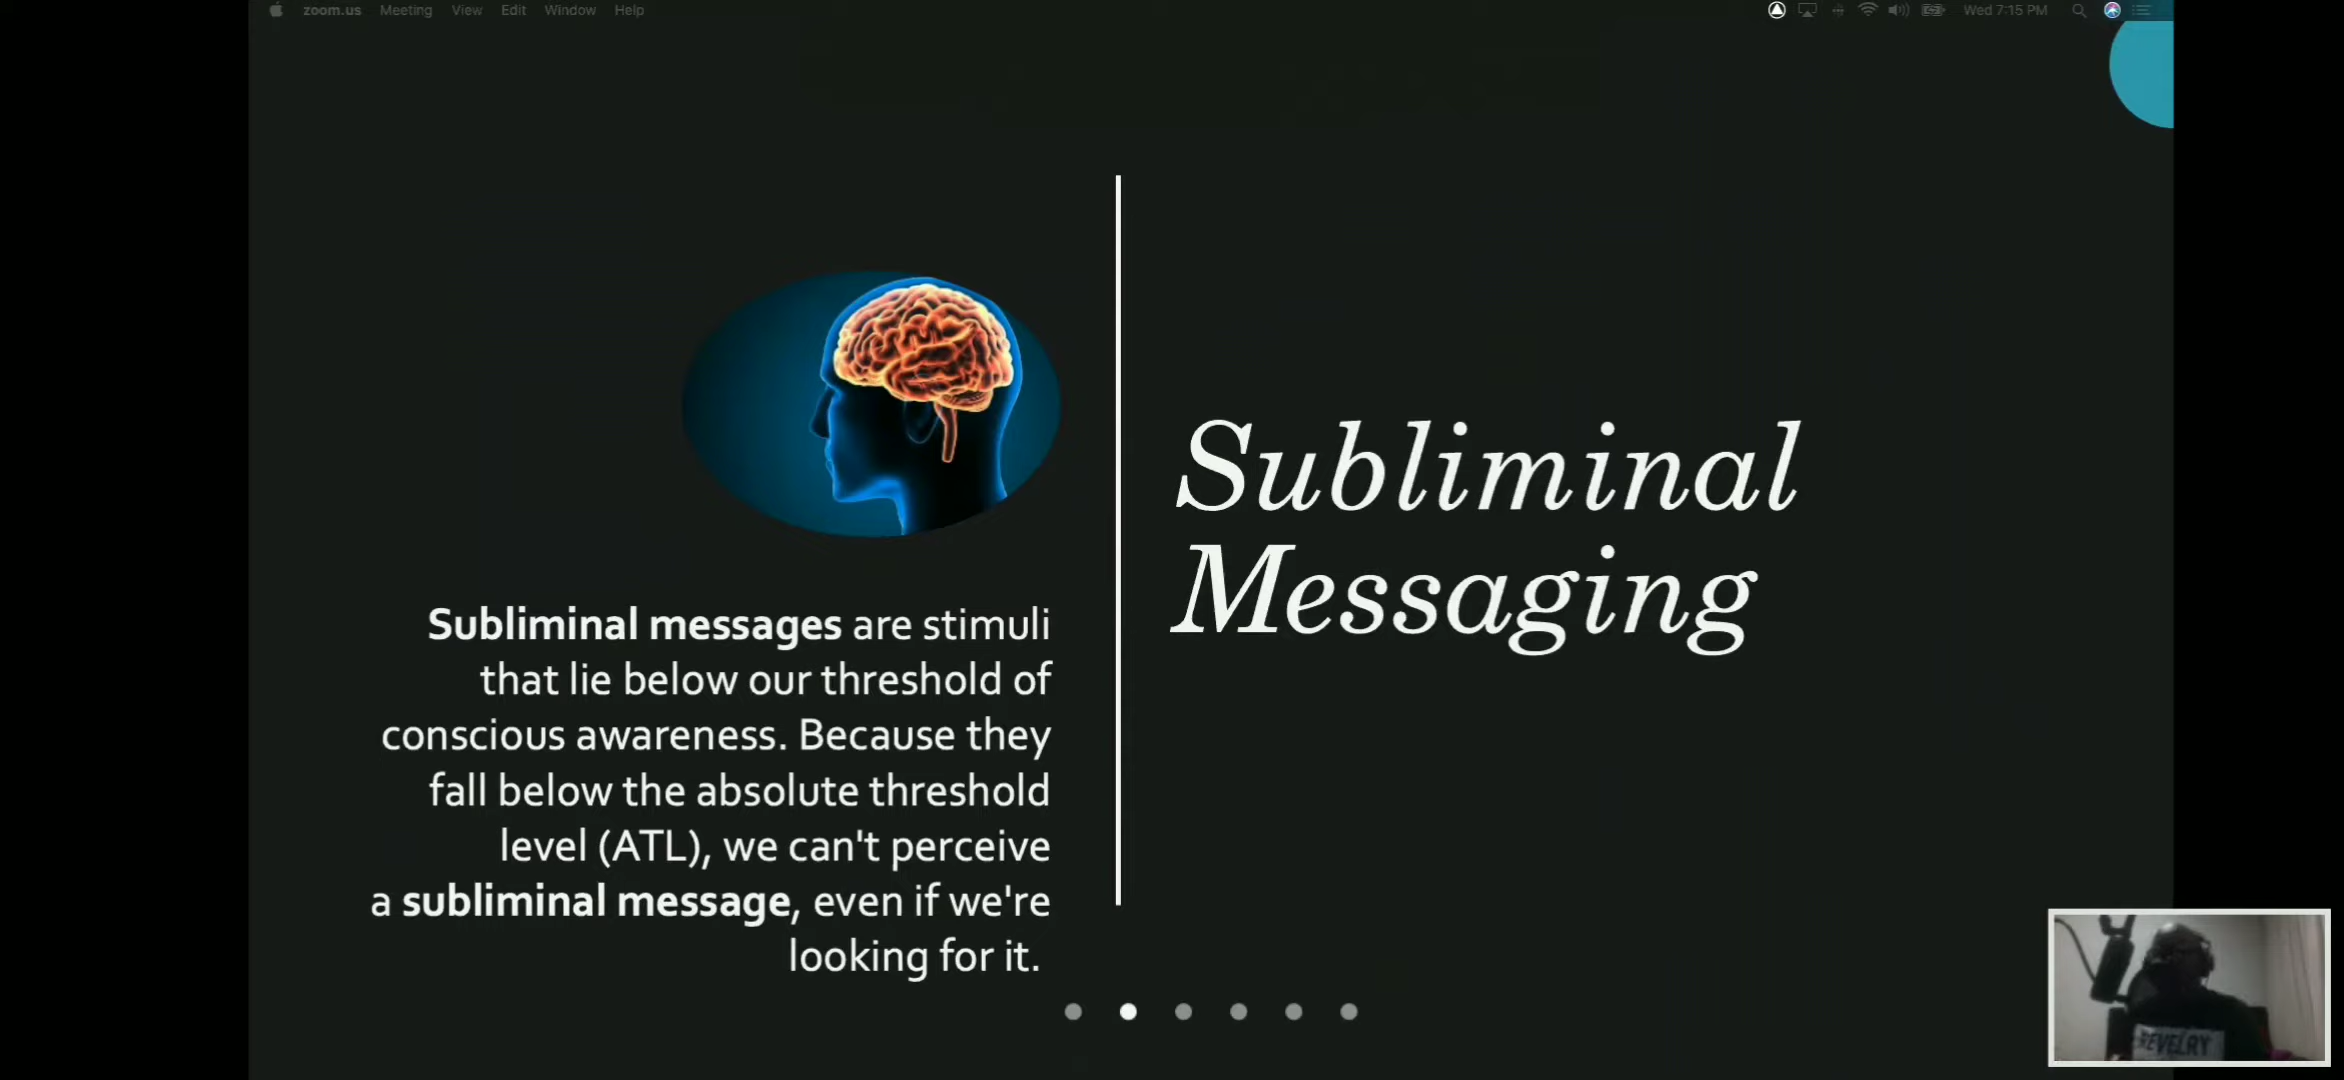 zoom.us Meeting View Edit Window Help
Wed 7:15 PM
Subliminal messages are stimuli
that lie below our threshold of
conscious awareness. Because they
fall below the absolute threshold
level (ATL), we can't perceive
a subliminal message, even if we're
looking for it.
Subliminal
Messaging
REVELRY